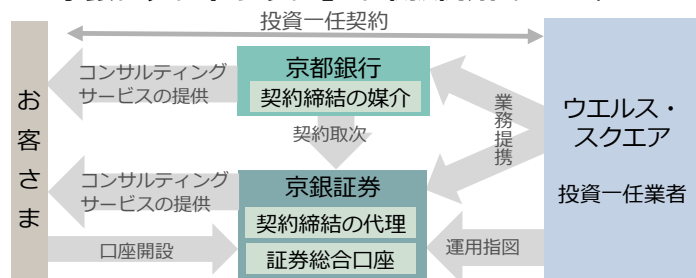 投資一任契約
お客さま
コンサルティング
サービスの提供
京都銀行
契約締結の媒介
契約取次
業務提携
ウエルス・
スクエア
投資一任業者
コンサルティング
サービスの提供
京銀証券
契約締結の代理
証券総合口座
口座開設
運用指図